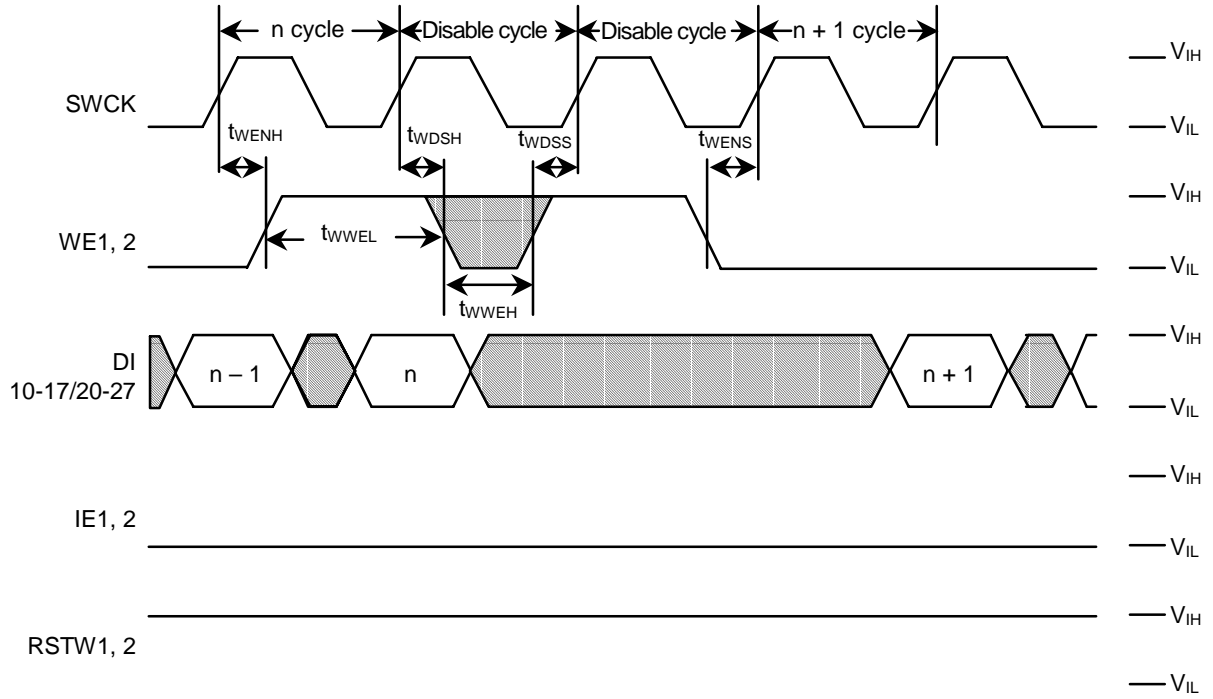 n cycle Disable cycle Disable cycle n + 1 cycle
VIH
SWCK
VIL
tWENH tWDSH tWDSS tWENS
VIH
WE1, 2
tWWEL
VIL
tWWEH
VIH
DI
10-17/20-27
n – 1 n n + 1
VIL
VIH
IE1, 2
VIL
VIH
RSTW1, 2
VIL